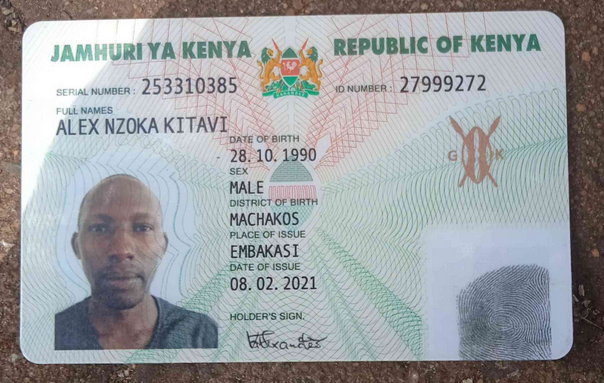 JAMHURI YA KENYA REPUBLIC OF KENYA
SERIAL NUMBER : 253310385 ID NUMBER : 27999272
FULL NAMES
ALEX NZOKA KITAVI
DATE OF BIRTH
28. 10. 1990
SEX
MALE
DISTRICT OF BIRTH
MACHAKOS
PLACE OF ISSUE
EMBAKASI
DATE OF ISSUE
08. 02. 2021
HOLDER'S SIGN.
G K